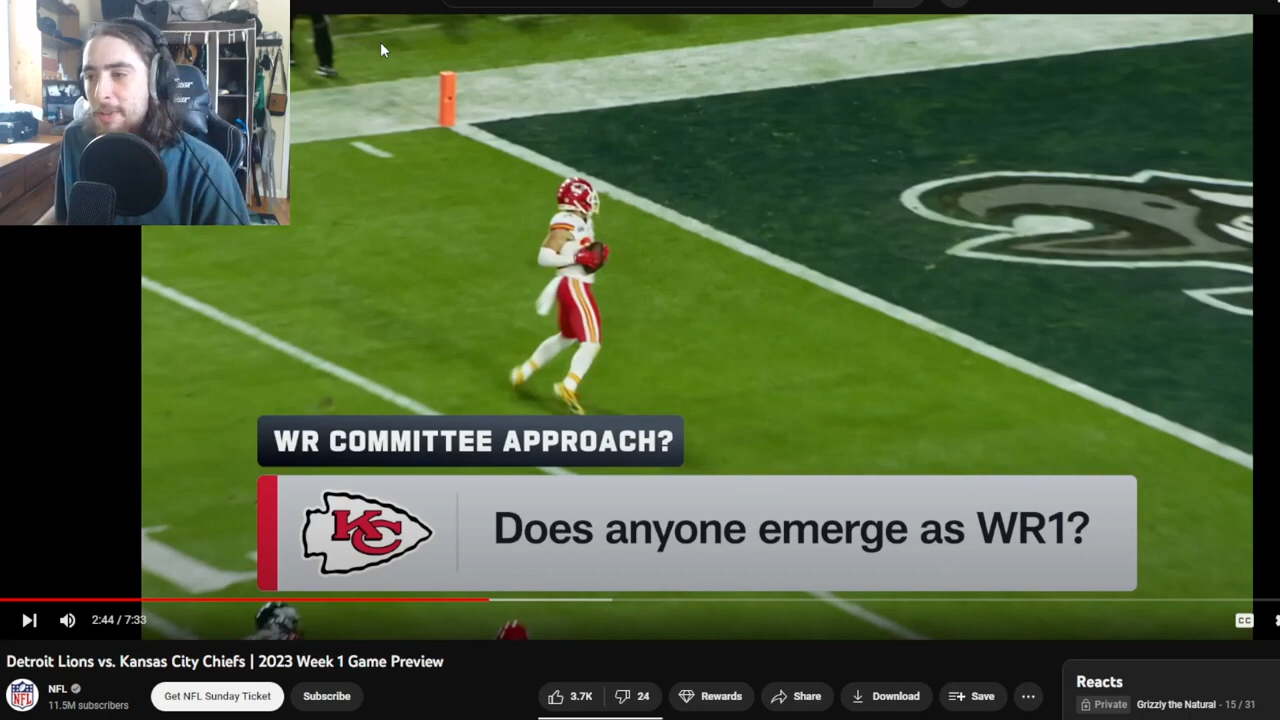 WR COMMITTEE APPROACH?
KC
Does anyone emerge as WR1?
2:44 / 7:33
CC
Detroit Lions vs. Kansas City Chiefs | 2023 Week 1 Game Preview
NFL
NFL
11.5M subscribers
Get NFL Sunday Ticket
Subscribe
3.7K
24
Rewards
Share
Download
Save
Reacts
Private Grizzly the Natural - 15 / 31